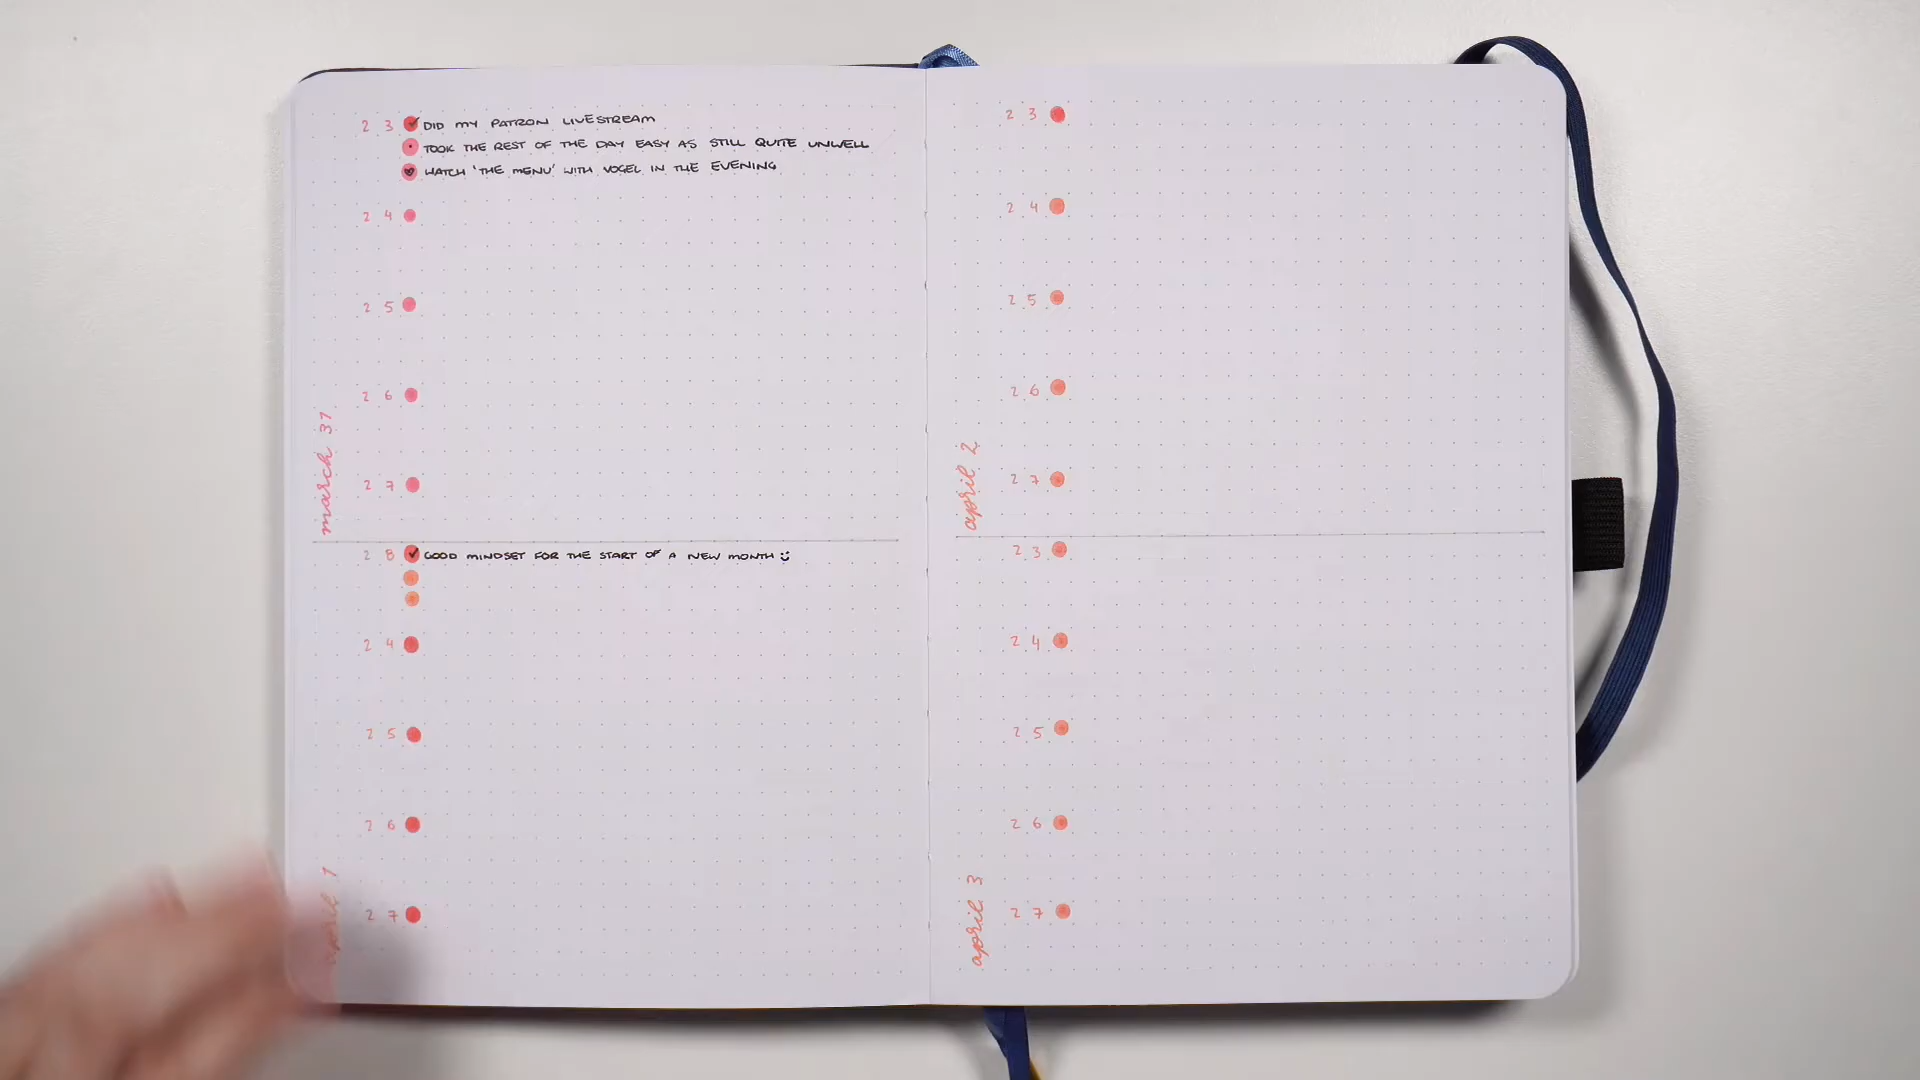 2 3 DID MY PATRON LIVESTREAM
TOOK THE REST OF THE DAY EASY AS STILL QUITE UNWELL
WATCH 'THE MENU' WITH VOGEL IN THE EVENING
2 4
2 5
2 6
2 7
march 31
2 3 GOOD MINDSET FOR THE START OF A NEW MONTH :)
2 4
2 5
2 6
2 7
april 1
2 3
2 4
2 5
2 6
2 7
april 2
2 3
2 4
2 5
2 6
2 7
april 3